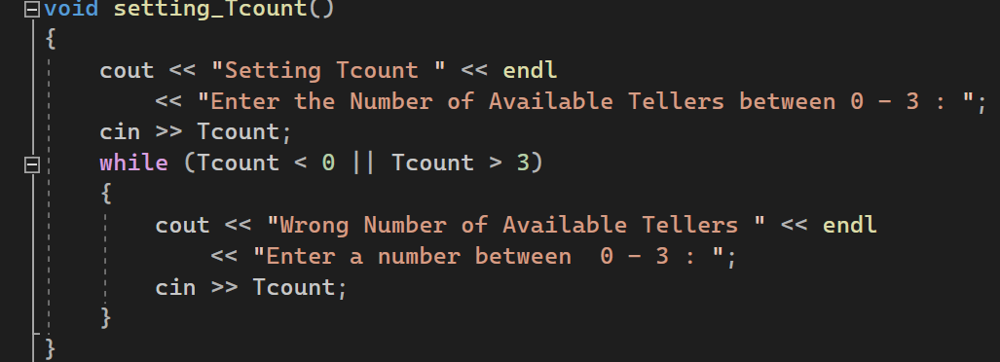 void setting_Tcount()
{
cout << "Setting Tcount " << endl
<< "Enter the Number of Available Tellers between 0 - 3 : ";
cin >> Tcount;
while (Tcount < 0 || Tcount > 3)
{
cout << "Wrong Number of Available Tellers " << endl
<< "Enter a number between  0 - 3 : ";
cin >> Tcount;
}
}